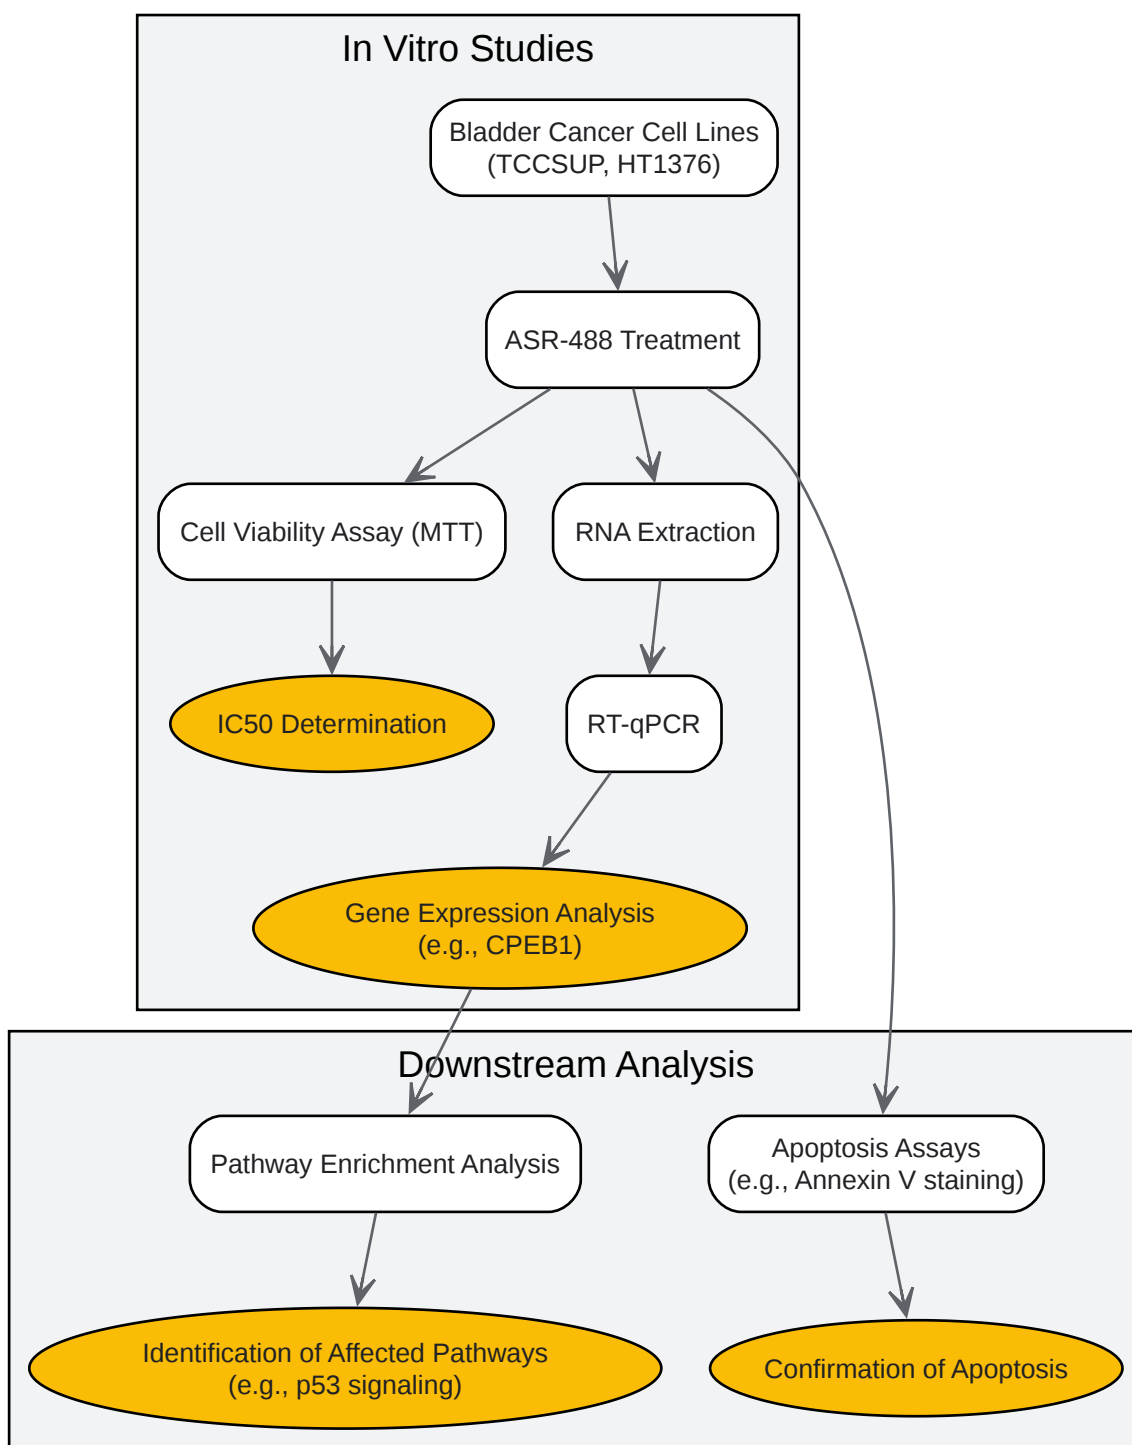 In Vitro Studies
Bladder Cancer Cell Lines
(TCCSUP, HT1376)
ASR-488 Treatment
Cell Viability Assay (MTT)
RNA Extraction
IC50 Determination
RT-qPCR
Gene Expression Analysis
(e.g., CPEB1)
Downstream Analysis
Pathway Enrichment Analysis
Apoptosis Assays
(e.g., Annexin V staining)
Identification of Affected Pathways
(e.g., p53 signaling)
Confirmation of Apoptosis